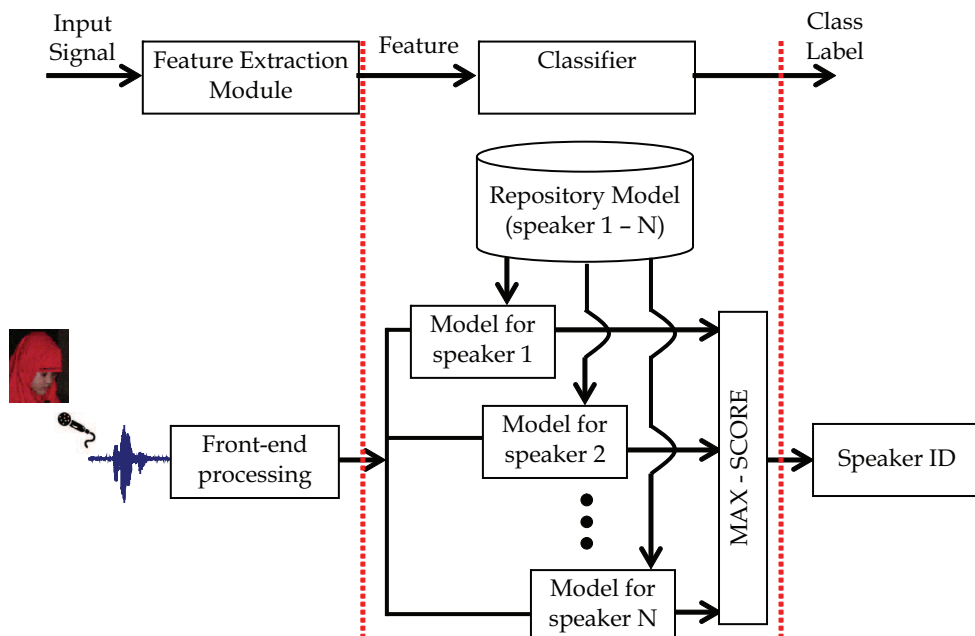 Input
Signal
Feature Extraction
Module
Feature
Classifier
Class
Label
Repository Model
(speaker 1 – N)
Model for
speaker 1
Front-end
processing
Model for
speaker 2
MAX - SCORE
Speaker ID
Model for
speaker N